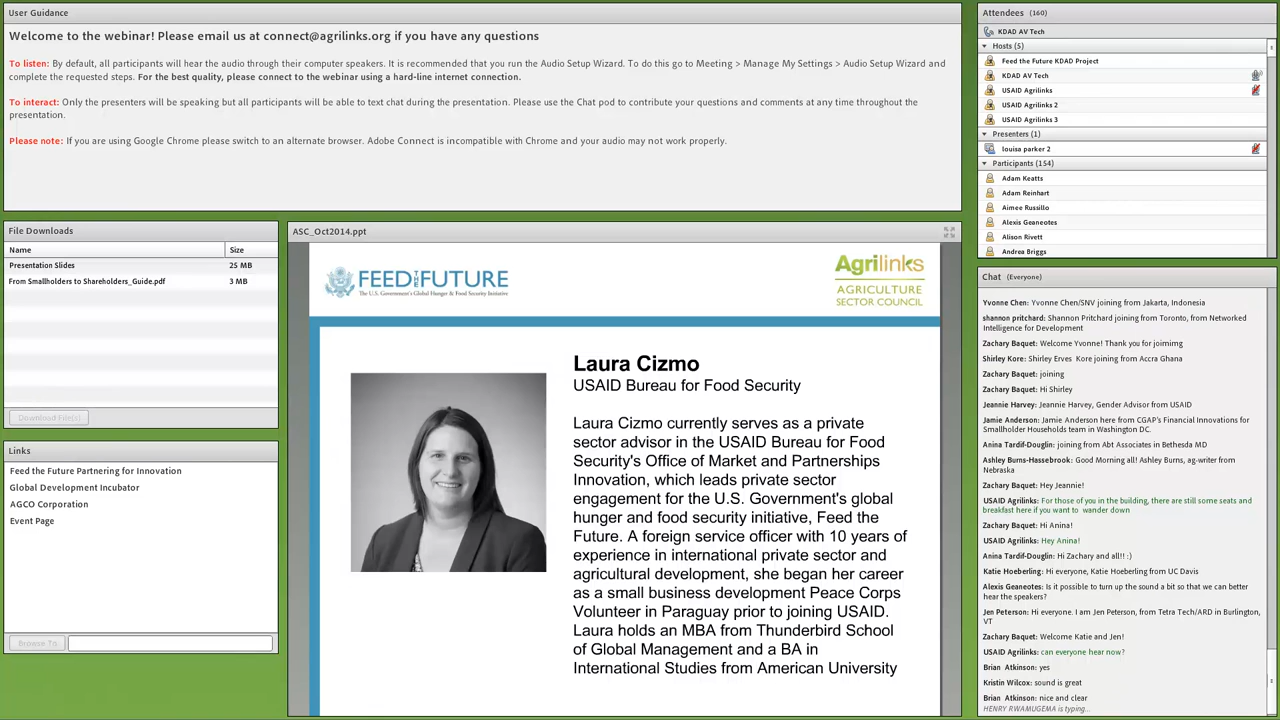 User Guidance
Welcome to the webinar! Please email us at connect@agrilinks.org if you have any questions
To listen: By default, all participants will hear the audio through their computer speakers. It is recommended that you run the Audio Setup Wizard. To do this go to Meeting > Manage My Settings > Audio Setup Wizard and
complete the requested steps. For the best quality, please connect to the webinar using a hard-line internet connection.
To interact: Only the presenters will be speaking but all participants will be able to text chat during the presentation. Please use the Chat pod to contribute your questions and comments at any time throughout the
presentation.
Please note: If you are using Google Chrome please switch to an alternate browser. Adobe Connect is incompatible with Chrome and your audio may not work properly.
File Downloads
Name Size
Presentation Slides 25 MB
From Smallholders to Shareholders_Guide.pdf 3 MB
Download File(s)
Links
Feed the Future Partnering for Innovation
Global Development Incubator
AGCO Corporation
Event Page
Browse To
ASC_Oct2014.ppt
FEED THE FUTURE
The U.S. Government's Global Hunger & Food Security Initiative
Agrilinks
AGRICULTURE
SECTOR COUNCIL
Laura Cizmo
USAID Bureau for Food Security
Laura Cizmo currently serves as a private
sector advisor in the USAID Bureau for Food
Security's Office of Market and Partnerships
Innovation, which leads private sector
engagement for the U.S. Government's global
hunger and food security initiative, Feed the
Future. A foreign service officer with 10 years of
experience in international private sector and
agricultural development, she began her career
as a small business development Peace Corps
Volunteer in Paraguay prior to joining USAID.
Laura holds an MBA from Thunderbird School
of Global Management and a BA in
International Studies from American University
Attendees (160)
KDAD AV Tech
Hosts (5)
Feed the Future KDAD Project
KDAD AV Tech
USAID Agrilinks
USAID Agrilinks 2
USAID Agrilinks 3
Presenters (1)
louisa parker 2
Participants (154)
Adam Keatts
Adam Reinhart
Aimee Russillo
Alexis Geaneotes
Alison Rivett
Andrea Briggs
Chat (Everyone)
Yvonne Chen: Yvonne Chen/SNV joining from Jakarta, Indonesia
shannon pritchard: Shannon Pritchard joining from Toronto, from Networked
Intelligence for Development
Zachary Baquet: Welcome Yvonne! Thank you for joimimg
Shirley Kore: Shirley Erves Kore joining from Accra Ghana
Zachary Baquet: joining
Zachary Baquet: Hi Shirley
Jeannie Harvey: Jeannie Harvey, Gender Advisor from USAID
Jamie Anderson: Jamie Anderson here from CGAP's Financial Innovations for
Smallholder Households team in Washington DC.
Anina Tardif-Douglin: joining from Abt Associates in Bethesda MD
Ashley Burns-Hassebrook: Good Morning all! Ashley Burns, ag-writer from
Nebraska
Zachary Baquet: Hey Jeannie!
USAID Agrilinks: For those of you in the building, there are still some seats and
breakfast here if you want to wander down
Zachary Baquet: Hi Anina!
USAID Agrilinks: Hey Anina!
Anina Tardif-Douglin: Hi Zachary and all!! :)
Katie Hoeberling: Hi everyone, Katie Hoeberling from UC Davis
Alexis Geaneotes: Is it possible to turn up the sound a bit so that we can better
hear the speakers?
Jen Peterson: Hi everyone. I am Jen Peterson, from Tetra Tech/ARD in Burlington,
VT
Zachary Baquet: Welcome Katie and Jen!
USAID Agrilinks: can everyone hear now?
Brian Atkinson: yes
Kristin Wilcox: sound is great
Brian Atkinson: nice and clear
HENRY RWAMUGEMA is typing...